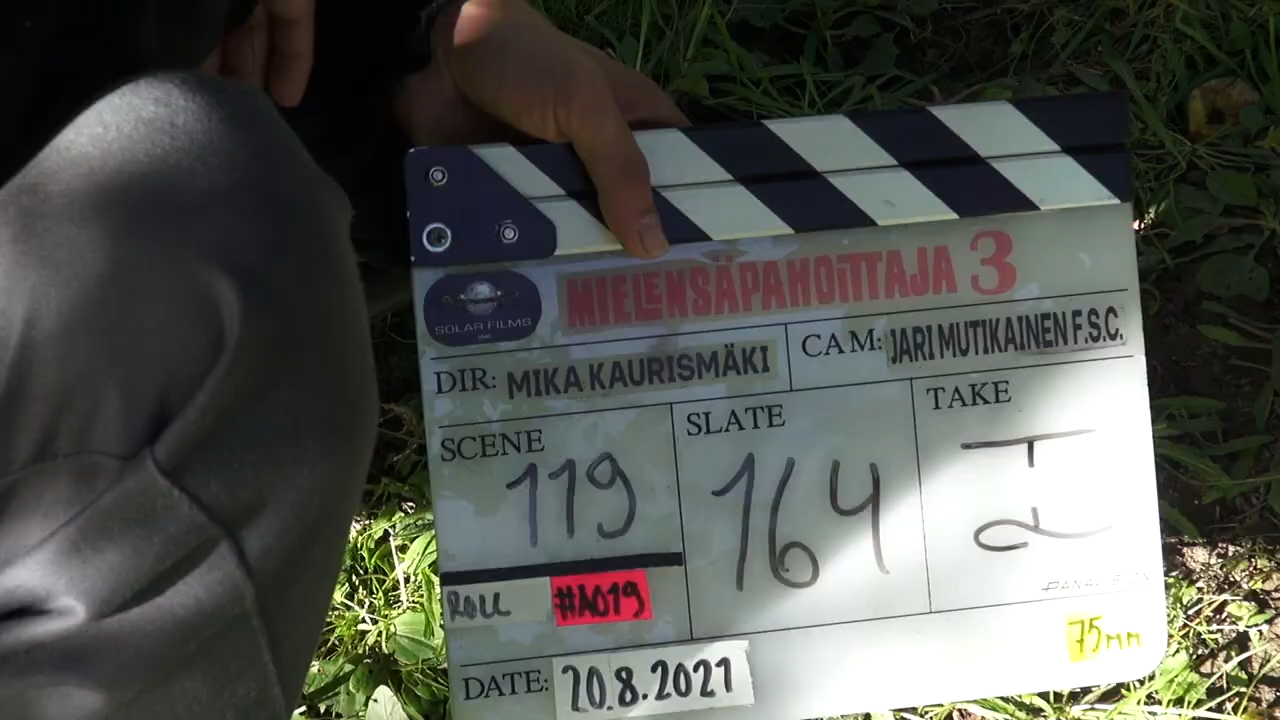 MIELENSÄPAHOITTAJA 3
SOLAR FILMS
INC
DIR: MIKA KAURISMÄKI
CAM: JARI MUTIKAINEN F.S.C.
SCENE
119
SLATE
164
TAKE
ROLL #A019
75mm
DATE: 20.8.2021